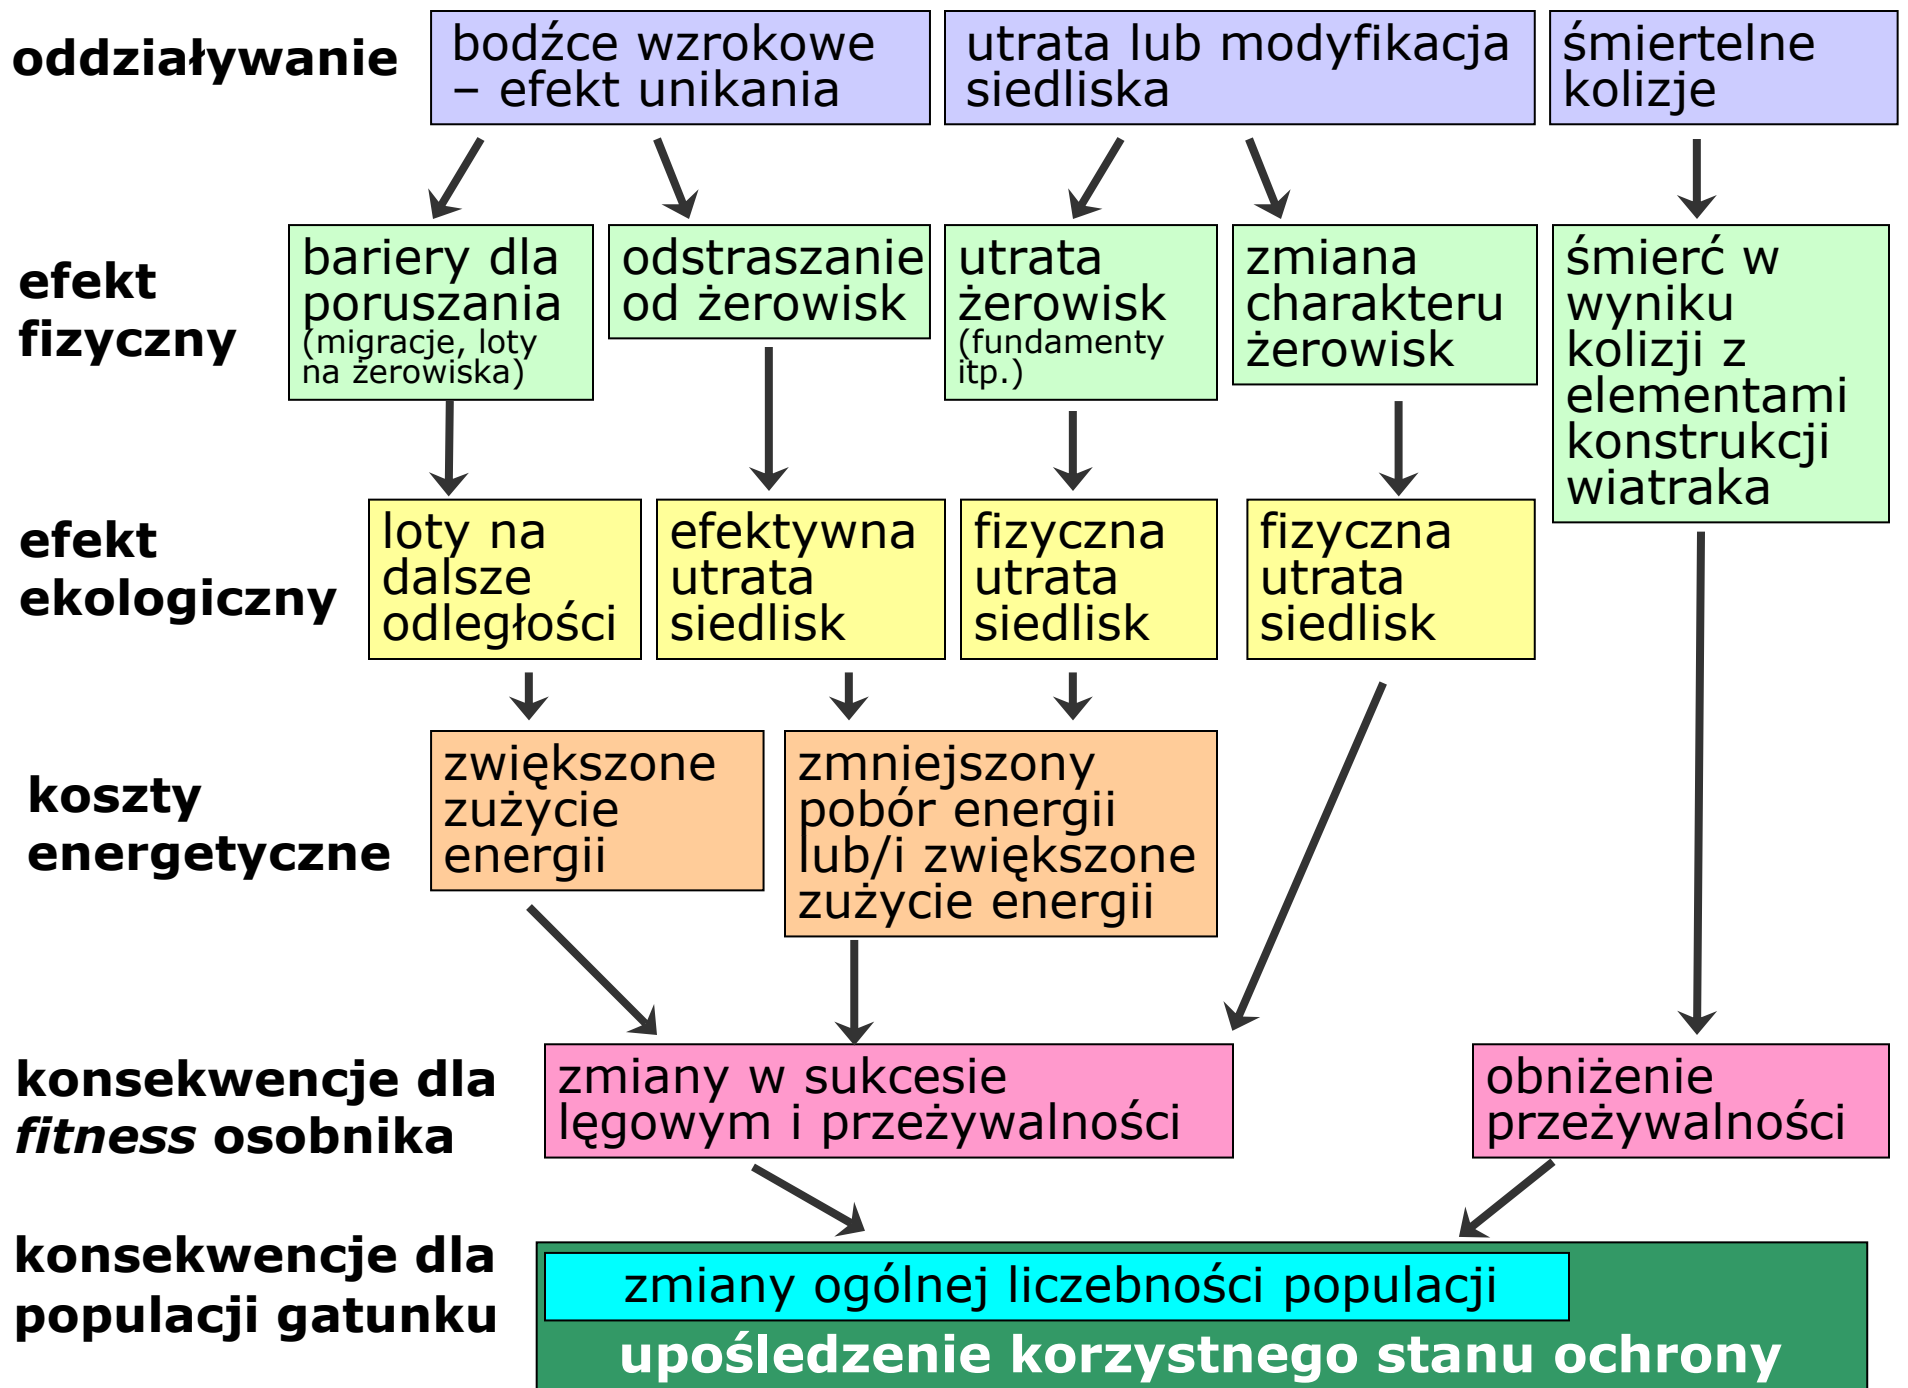 oddziaływanie
bodźce wzrokowe
– efekt unikania
utrata lub modyfikacja
siedliska
śmiertelne
kolizje
efekt
fizyczny
bariery dla
poruszania
(migracje, loty
na żerowiska)
odstraszanie
od żerowisk
utrata
żerowisk
(fundamenty
itp.)
zmiana
charakteru
żerowisk
śmierć w
wyniku
kolizji z
elementami
konstrukcji
wiatraka
efekt
ekologiczny
loty na
dalsze
odległości
efektywna
utrata
siedlisk
fizyczna
utrata
siedlisk
fizyczna
utrata
siedlisk
koszty
energetyczne
zwiększone
zużycie
energii
zmniejszony
pobór energii
lub/i zwiększone
zużycie energii
konsekwencje dla
fitness osobnika
zmiany w sukcesie
lęgowym i przeżywalności
obniżenie
przeżywalności
konsekwencje dla
populacji gatunku
zmiany ogólnej liczebności populacji
upośledzenie korzystnego stanu ochrony